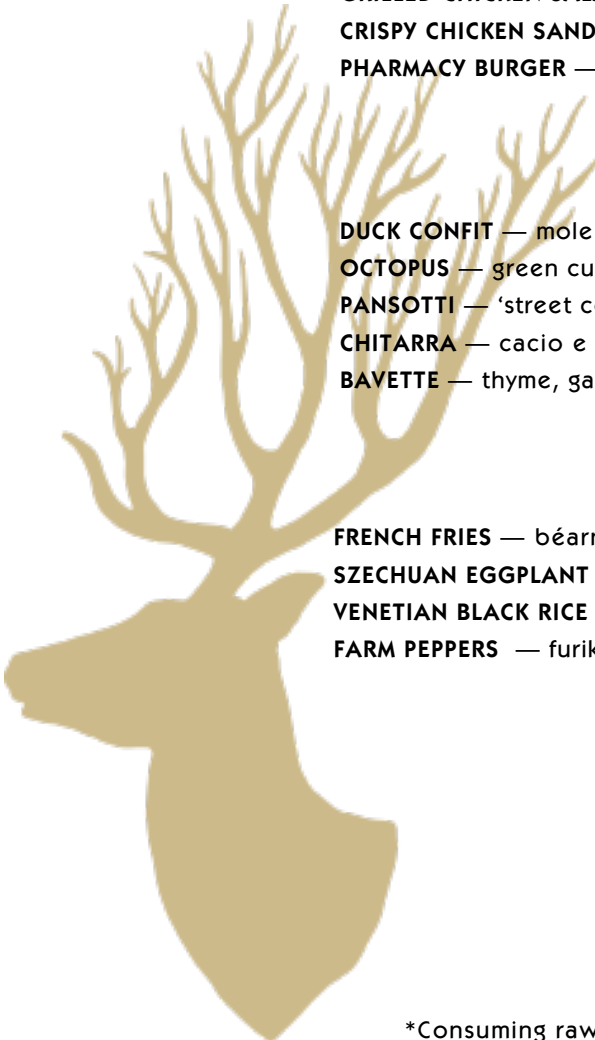 CRISPY CHICKEN SAND
PHARMACY BURGER —
DUCK CONFIT — mole
OCTOPUS — green cu
PANSOTTI — ‘street c
CHITARRA — cacio e
BAVETTE — thyme, ga
FRENCH FRIES — béar
SZECHUAN EGGPLANT
VENETIAN BLACK RICE
FARM PEPPERS — furik
*Consuming raw